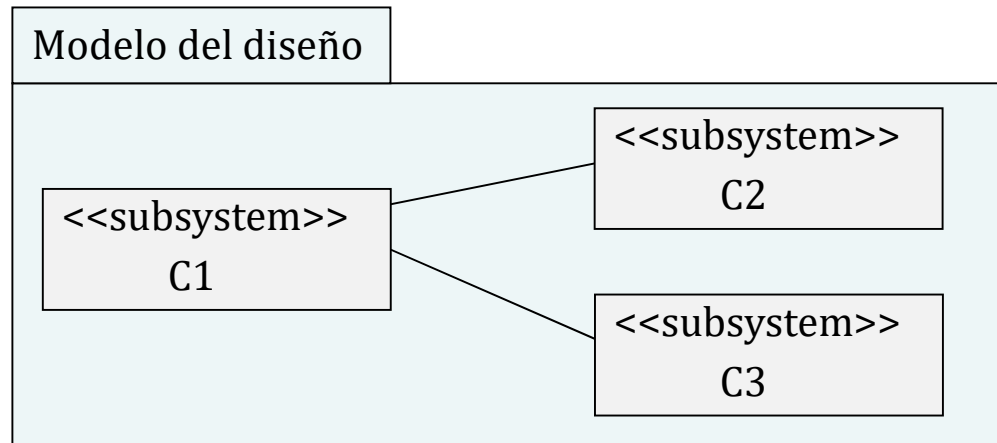 Modelo del diseño
<<subsystem>>
C1
<<subsystem>>
C2
<<subsystem>>
C3